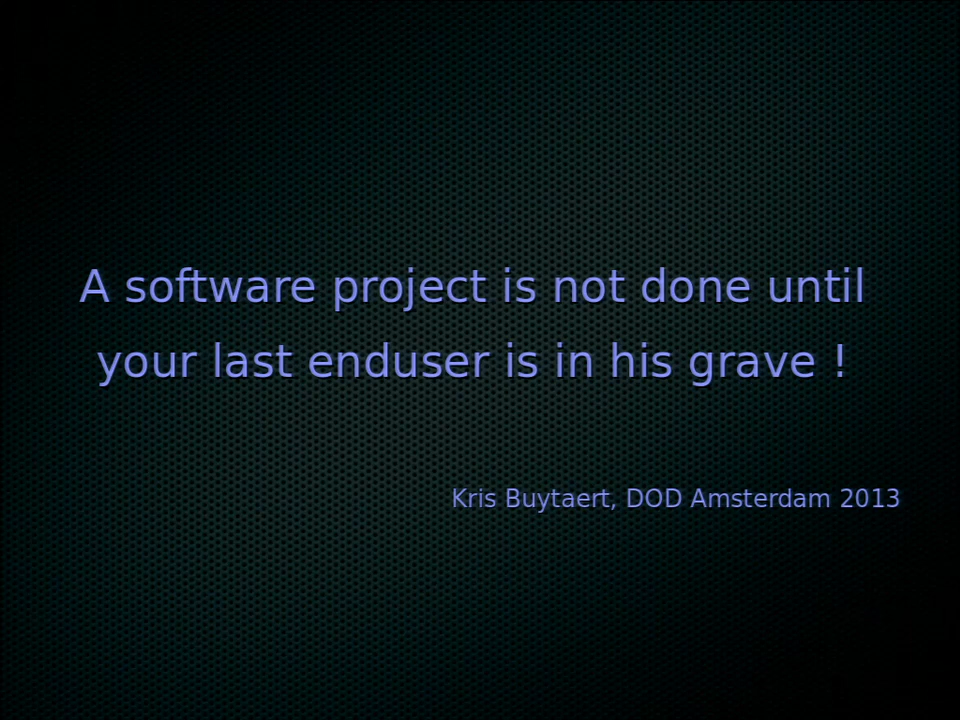 A software project is not done until
your last enduser is in his grave !
Kris Buytaert, DOD Amsterdam 2013